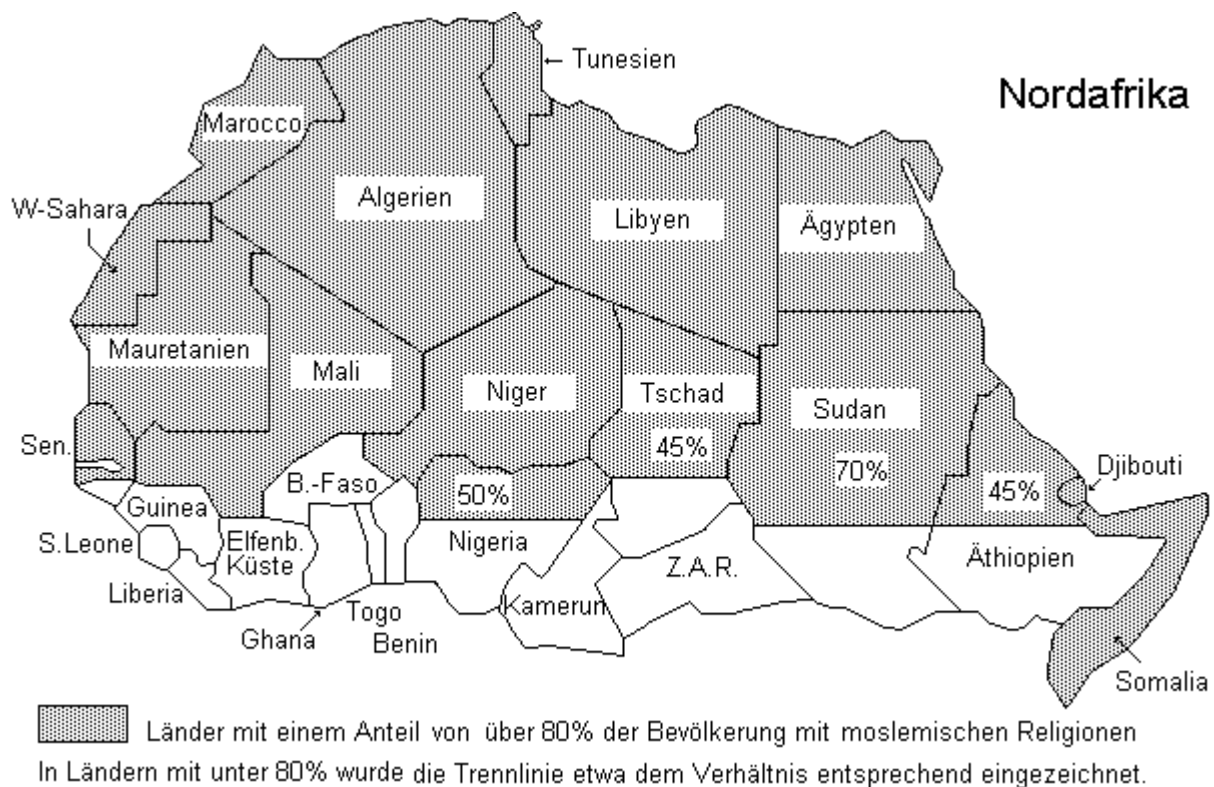 Tunesien
Nordafrika
Marocco
Algerien
W-Sahara
Libyen
Ägypten
Mauretanien
Mali
Niger
Tschad
Sudan
Sen.
45%
70%
Djibouti
B.-Faso
50%
45%
Guinea
S.Leone
Elfenb.
Küste
Nigeria
Äthiopien
Z.A.R.
Liberia
Kamerun
Togo
Ghana
Benin
Somalia
Länder mit einem Anteil von über 80% der Bevölkerung mit moslemischen Religionen
In Ländern mit unter 80% wurde die Trennlinie etwa dem Verhältnis entsprechend eingezeichnet.